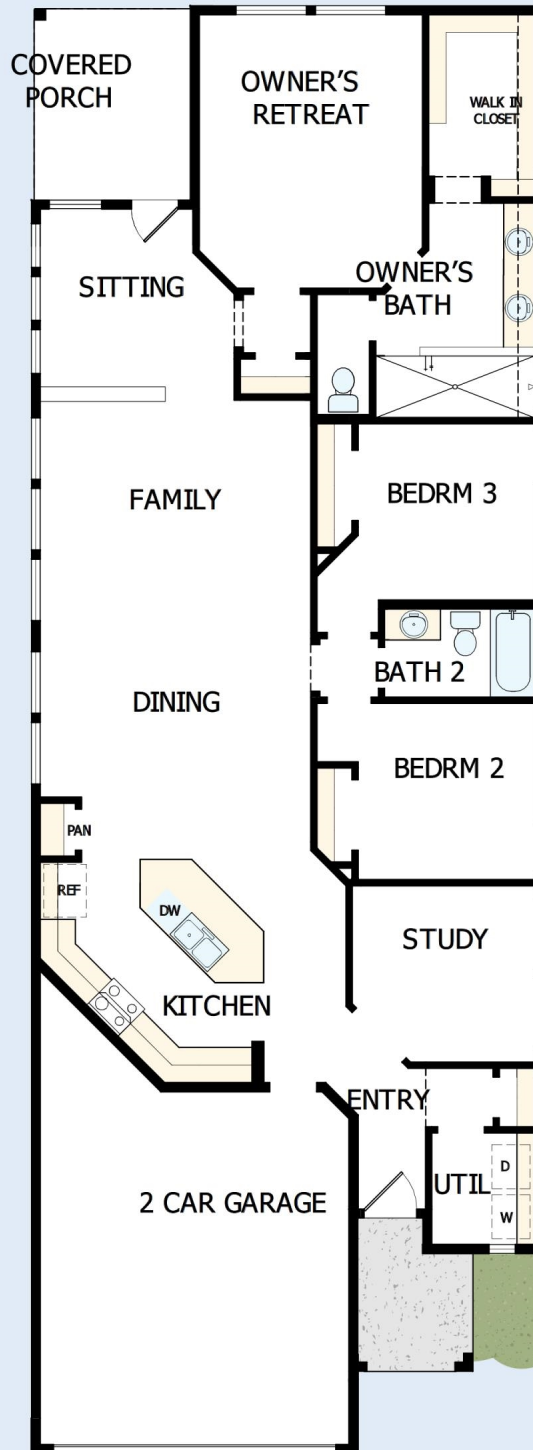 COVERED
PORCH
OWNER'S
RETREAT
WALK IN
CLOSET
SITTING
OWNER'S
BATH
FAMILY
BEDRM 3
DINING
BATH 2
BEDRM 2
PAN
REF
DW
STUDY
KITCHEN
ENTRY
2 CAR GARAGE
UTIL
D
W